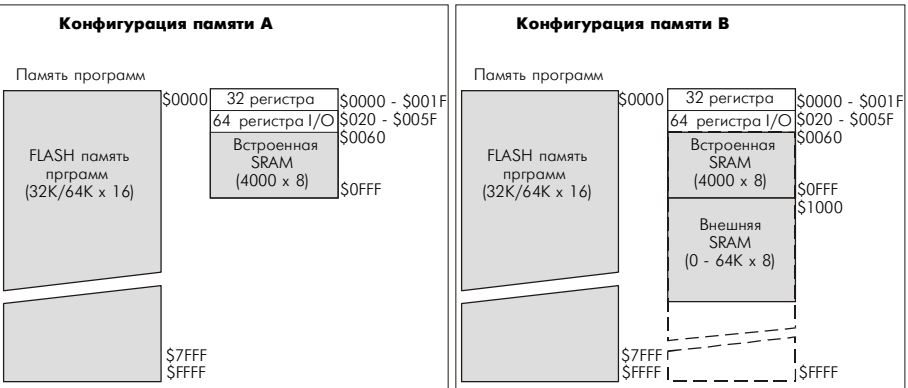 Конфигурация памяти A
Память программ
$0000
32 регистра
$0000 - $001F
64 регистра I/O
$020 - $005F
$0060
Встроенная
SRAM
(4000 x 8)
$0FFF
FLASH память
прграмм
(32K/64K x 16)
$7FFF
$FFFF
Конфигурация памяти B
Память программ
$0000
32 регистра
$0000 - $001F
64 регистра I/O
$020 - $005F
$0060
Встроенная
SRAM
(4000 x 8)
$0FFF
$1000
FLASH память
прграмм
(32K/64K x 16)
Внешняя
SRAM
(0 - 64K x 8)
$7FFF
$FFFF
$FFFF